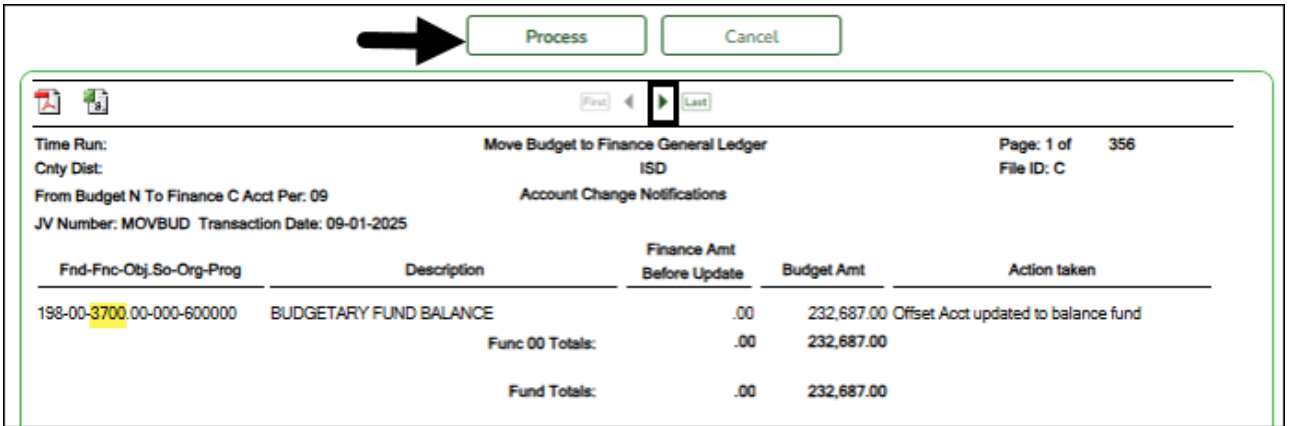 Process Cancel
First Last
Time Run: Move Budget to Finance General Ledger Page: 1 of 356
Cnty Dist: ISD File ID: C
From Budget N To Finance C Acct Per: 09 Account Change Notifications
JV Number: MOVBUD Transaction Date: 09-01-2025
Finance Amt
Fnd-Fnc-Obj.So-Org-Prog Description Before Update Budget Amt Action taken
198-00-3700.00-000-600000 BUDGETARY FUND BALANCE .00 232,687.00 Offset Acct updated to balance fund
Func 00 Totals: .00 232,687.00
Fund Totals: .00 232,687.00